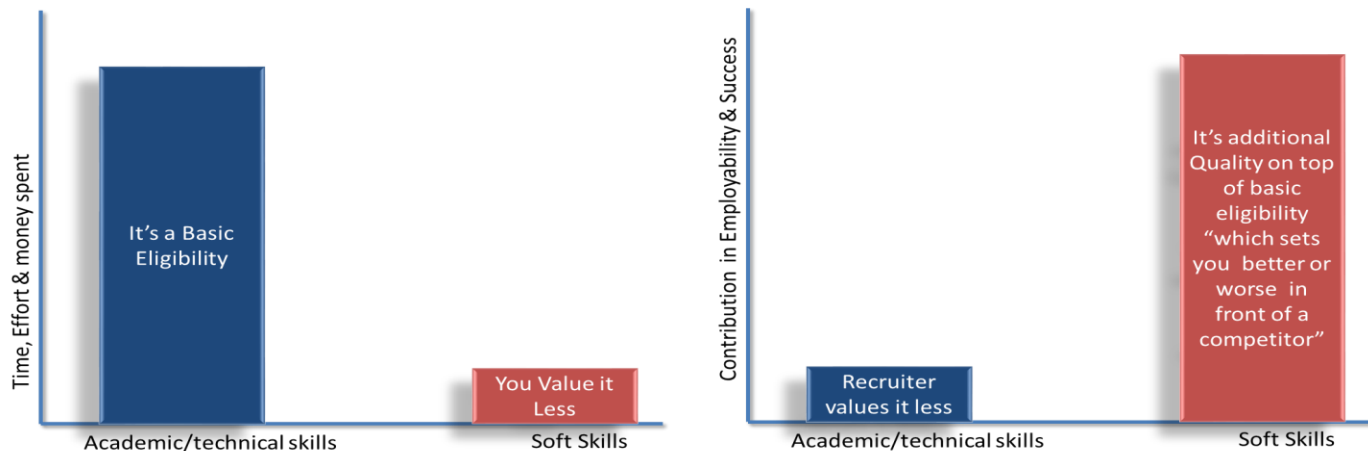 Time, Effort & money spent
It's a Basic
Eligibility
You Value it
Less
Academic/technical skills
Soft Skills
Contribution in Employability & Success
Recruiter
values it less
It's additional
Quality on top
of basic
eligibility
“which sets
you better or
worse in
front of a
competitor”
Academic/technical skills
Soft Skills